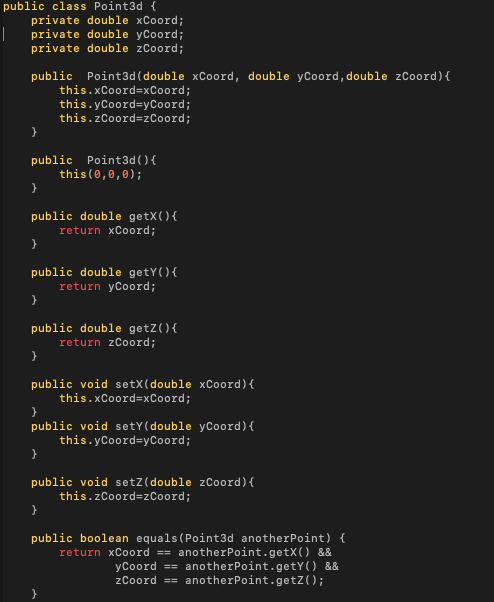 public class Point3d {
    private double xCoord;
    private double yCoord;
    private double zCoord;

    public  Point3d(double xCoord, double yCoord,double zCoord){
        this.xCoord=xCoord;
        this.yCoord=yCoord;
        this.zCoord=zCoord;
    }

    public  Point3d(){
        this(0,0,0);
    }

    public double getX(){
        return xCoord;
    }

    public double getY(){
        return yCoord;
    }

    public double getZ(){
        return zCoord;
    }

    public void setX(double xCoord){
        this.xCoord=xCoord;
    }
    public void setY(double yCoord){
        this.yCoord=yCoord;
    }

    public void setZ(double zCoord){
        this.zCoord=zCoord;
    }

    public boolean equals(Point3d anotherPoint) {
        return xCoord == anotherPoint.getX() &&
                yCoord == anotherPoint.getY() &&
                zCoord == anotherPoint.getZ();
    }